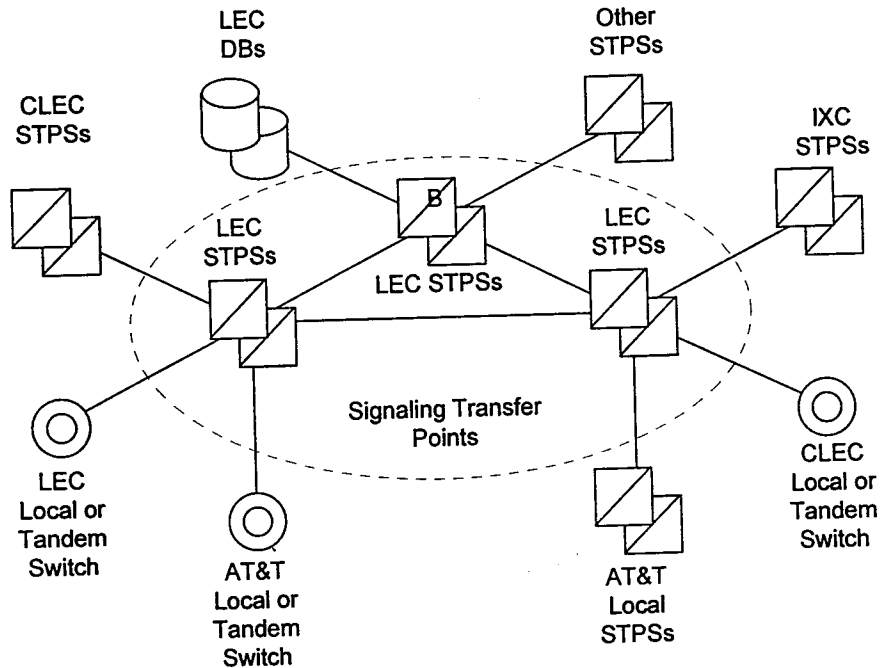 LEC
DBs
Other
STPSs
CLEC
STPSs
IXC
STPSs
B
LEC
STPSs
LEC
STPSs
LEC STPSs
Signaling Transfer
Points
LEC
Local or
Tandem
Switch
CLEC
Local or
Tandem
Switch
AT&T
Local or
Tandem
Switch
AT&T
Local
STPSs